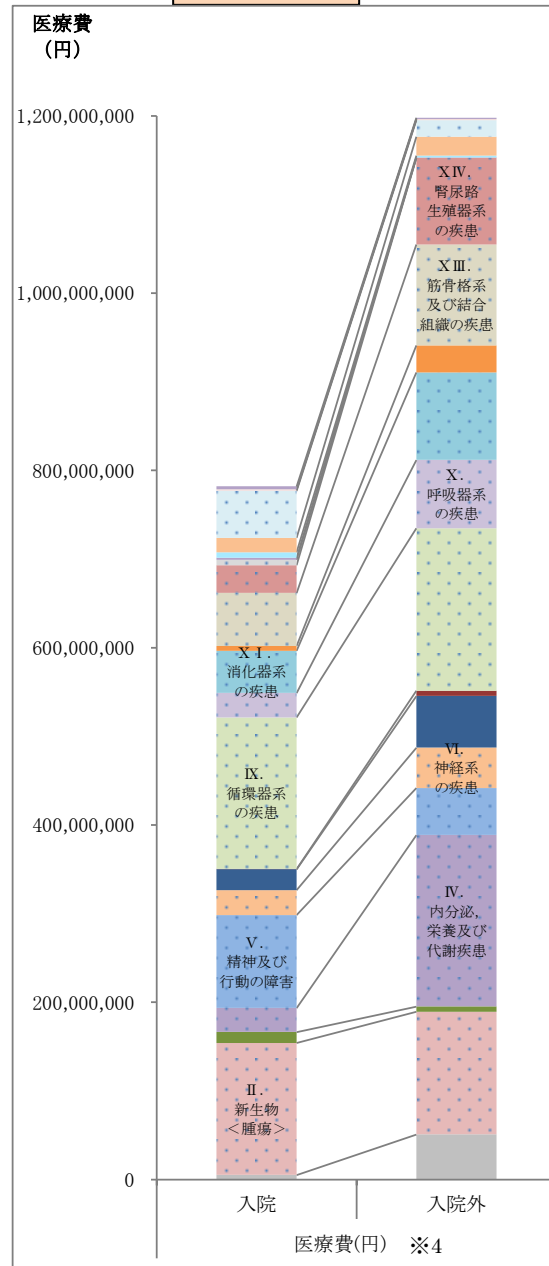 医療費
（円）
1,200,000,000
1,000,000,000
800,000,000
600,000,000
400,000,000
200,000,000
0
ⅩⅠ.
消化器系
の疾患
Ⅸ.
循環器系
の疾患
Ⅴ.
精神及び
行動の障害
Ⅱ.
新生物
＜腫瘍＞
ⅩⅣ.
腎尿路
生殖器系
の疾患
ⅩⅢ.
筋骨格系
及び結合
組織の疾患
Ⅹ.
呼吸器系
の疾患
Ⅵ.
神経系
の疾患
Ⅳ.
内分泌，
栄養及び
代謝疾患
入院
入院外
医療費(円) ※4